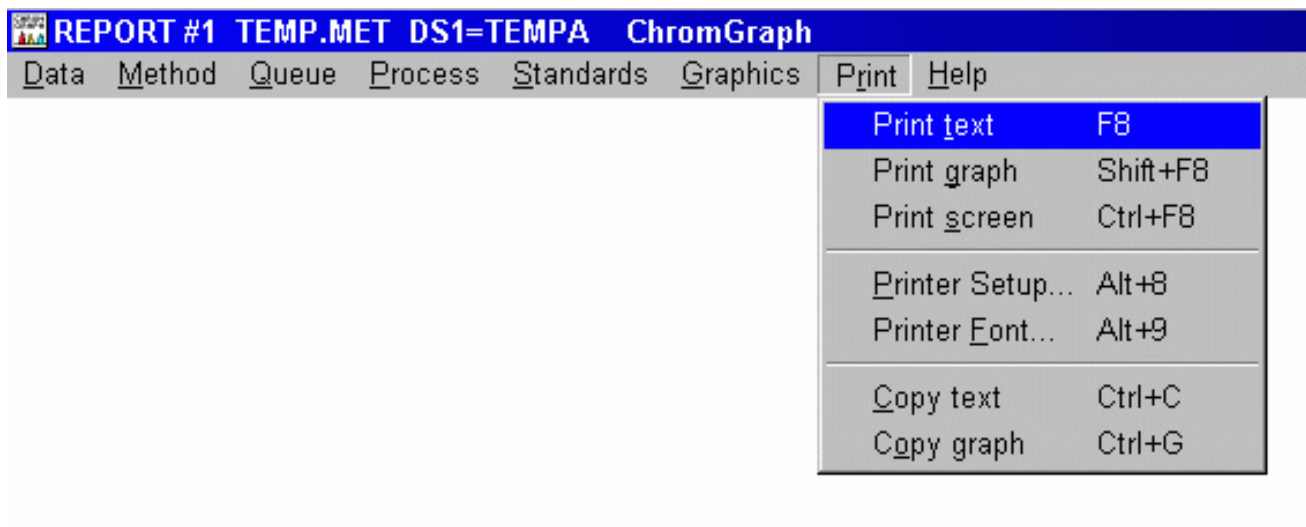 REPORT #1 TEMP.MET DS1=TEMPA ChromGraph
Data Method Queue Process Standards Graphics Print Help
Print text F8
Print graph Shift+F8
Print screen Ctrl+F8
Printer Setup... Alt+8
Printer Font... Alt+9
Copy text Ctrl+C
Copy graph Ctrl+G